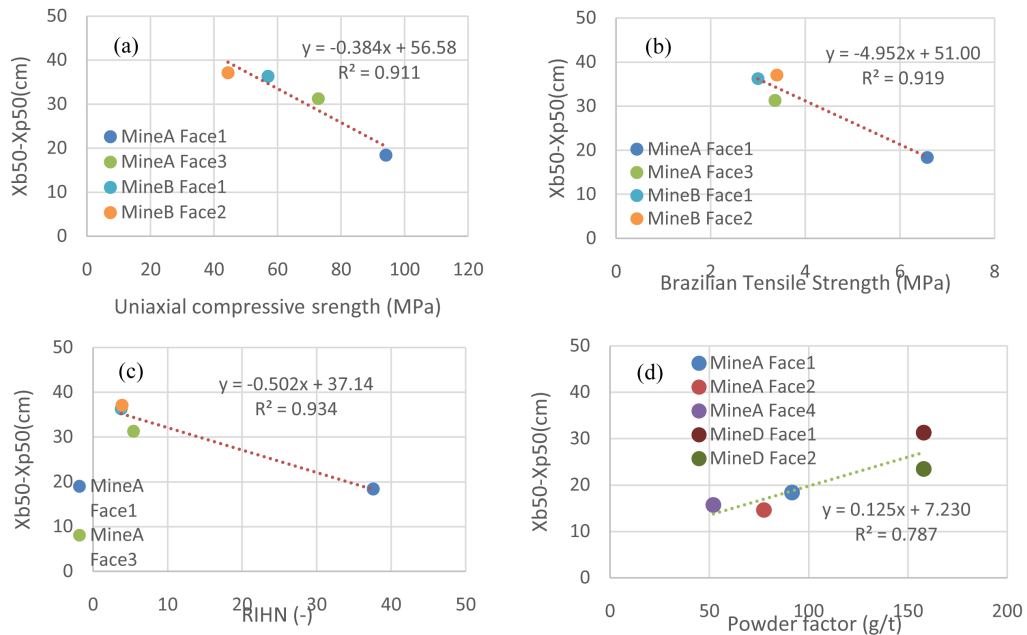 50
40
30
20
10
0
Xb50-Xp50(cm)
(a)
y = -0.384x + 56.58
R² = 0.911
MineA Face1
MineA Face3
MineB Face1
MineB Face2
0 20 40 60 80 100 120
Uniaxial compressive srength (MPa)
50
40
30
20
10
0
Xb50-Xp50(cm)
(b)
y = -4.952x + 51.00
R² = 0.919
MineA Face1
MineA Face3
MineB Face1
MineB Face2
0 2 4 6 8
Brazilian Tensile Strength (MPa)
50
40
30
20
10
0
Xb50-Xp50(cm)
(c)
y = -0.502x + 37.14
R² = 0.934
MineA
Face1
MineA
Face3
0 10 20 30 40 50
RIHN (-)
50
40
30
20
10
0
Xb50-Xp50(cm)
(d)
MineA Face1
MineA Face2
MineA Face4
MineD Face1
MineD Face2
y = 0.125x + 7.230
R² = 0.787
0 50 100 150 200
Powder factor (g/t)